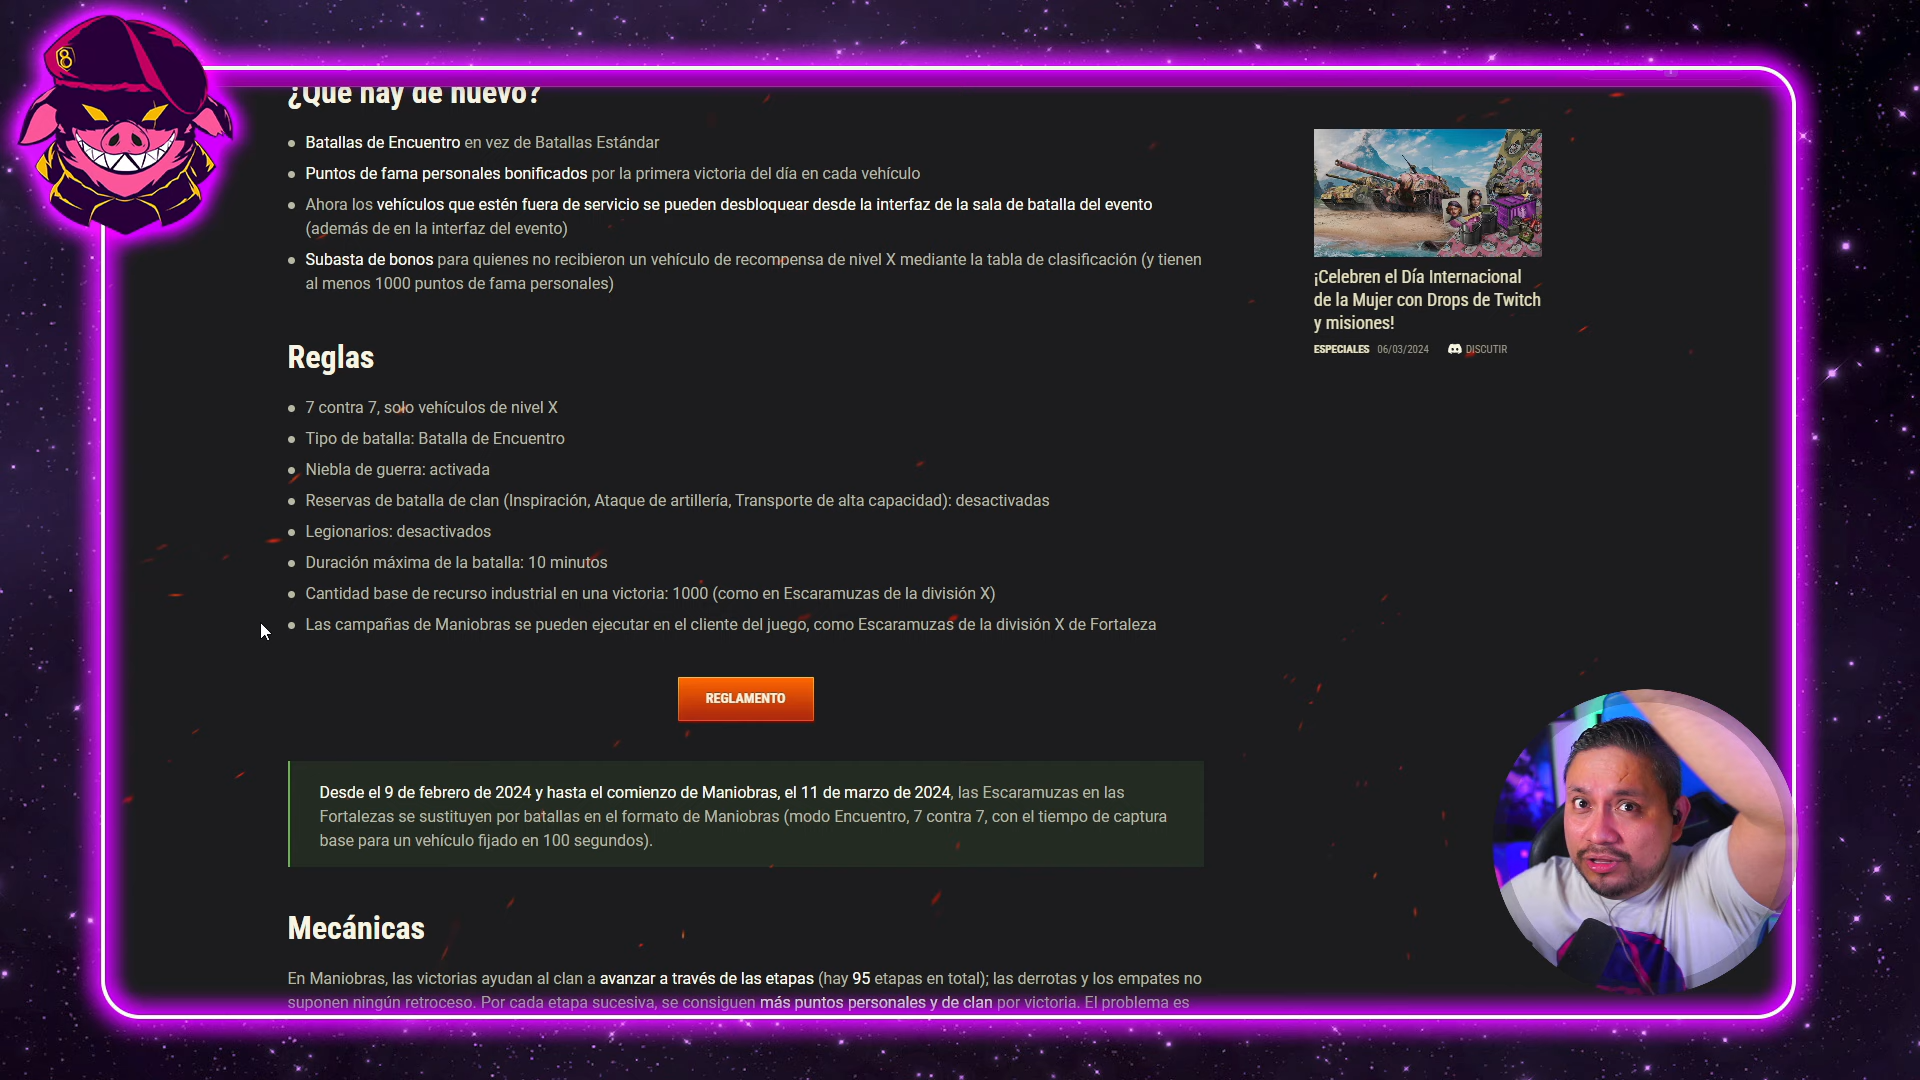 8
¿Qué hay de nuevo?
Batallas de Encuentro en vez de Batallas Estándar
Puntos de fama personales bonificados por la primera victoria del día en cada vehículo
Ahora los vehículos que estén fuera de servicio se pueden desbloquear desde la interfaz de la sala de batalla del evento
(además de en la interfaz del evento)
Subasta de bonos para quienes no recibieron un vehículo de recompensa de nivel X mediante la tabla de clasificación (y tienen
al menos 1000 puntos de fama personales)
Reglas
7 contra 7, solo vehículos de nivel X
Tipo de batalla: Batalla de Encuentro
Niebla de guerra: activada
Reservas de batalla de clan (Inspiración, Ataque de artillería, Transporte de alta capacidad): desactivadas
Legionarios: desactivados
Duración máxima de la batalla: 10 minutos
Cantidad base de recurso industrial en una victoria: 1000 (como en Escaramuzas de la división X)
Las campañas de Maniobras se pueden ejecutar en el cliente del juego, como Escaramuzas de la división X de Fortaleza
REGLAMENTO
Desde el 9 de febrero de 2024 y hasta el comienzo de Maniobras, el 11 de marzo de 2024, las Escaramuzas en las
Fortalezas se sustituyen por batallas en el formato de Maniobras (modo Encuentro, 7 contra 7, con el tiempo de captura
base para un vehículo fijado en 100 segundos).
Mecánicas
En Maniobras, las victorias ayudan al clan a avanzar a través de las etapas (hay 95 etapas en total); las derrotas y los empates no
suponen ningún retroceso. Por cada etapa sucesiva, se consiguen más puntos personales y de clan por victoria. El problema es
¡Celebren el Día Internacional
de la Mujer con Drops de Twitch
y misiones!
ESPECIALES 06/03/2024 DISCUTIR